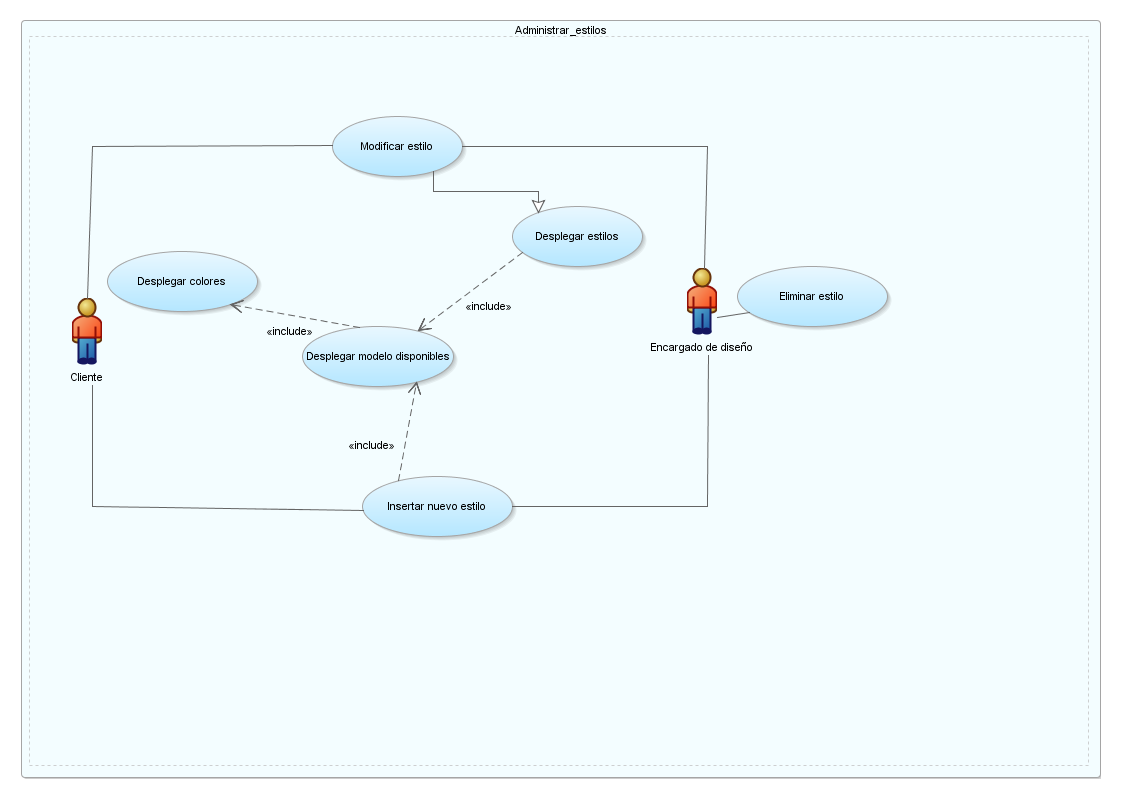 Administrar_estilos
Modificar estilo
Desplegar estilos
Desplegar colores
Eliminar estilo
«include»
«include»
Encargado de diseño
Desplegar modelo disponibles
Cliente
«include»
Insertar nuevo estilo